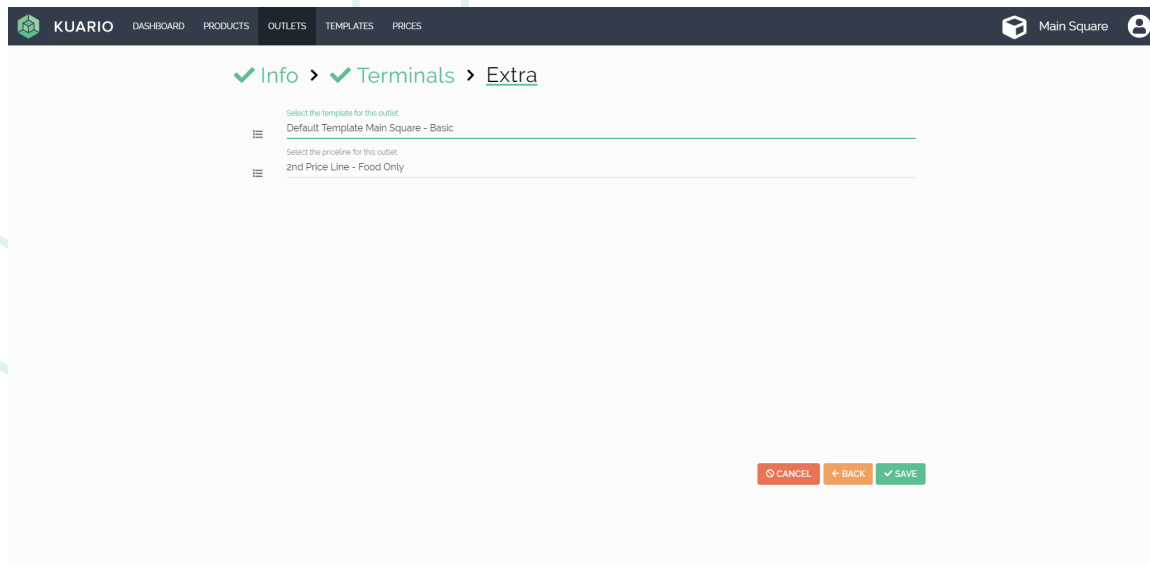 KUARIO DASHBOARD PRODUCTS OUTLETS TEMPLATES PRICES Main Square
Info > Terminals > Extra
Select the template for this outlet.
Default Template Main Square - Basic
Select the priceline for this outlet.
2nd Price Line - Food Only
CANCEL BACK SAVE